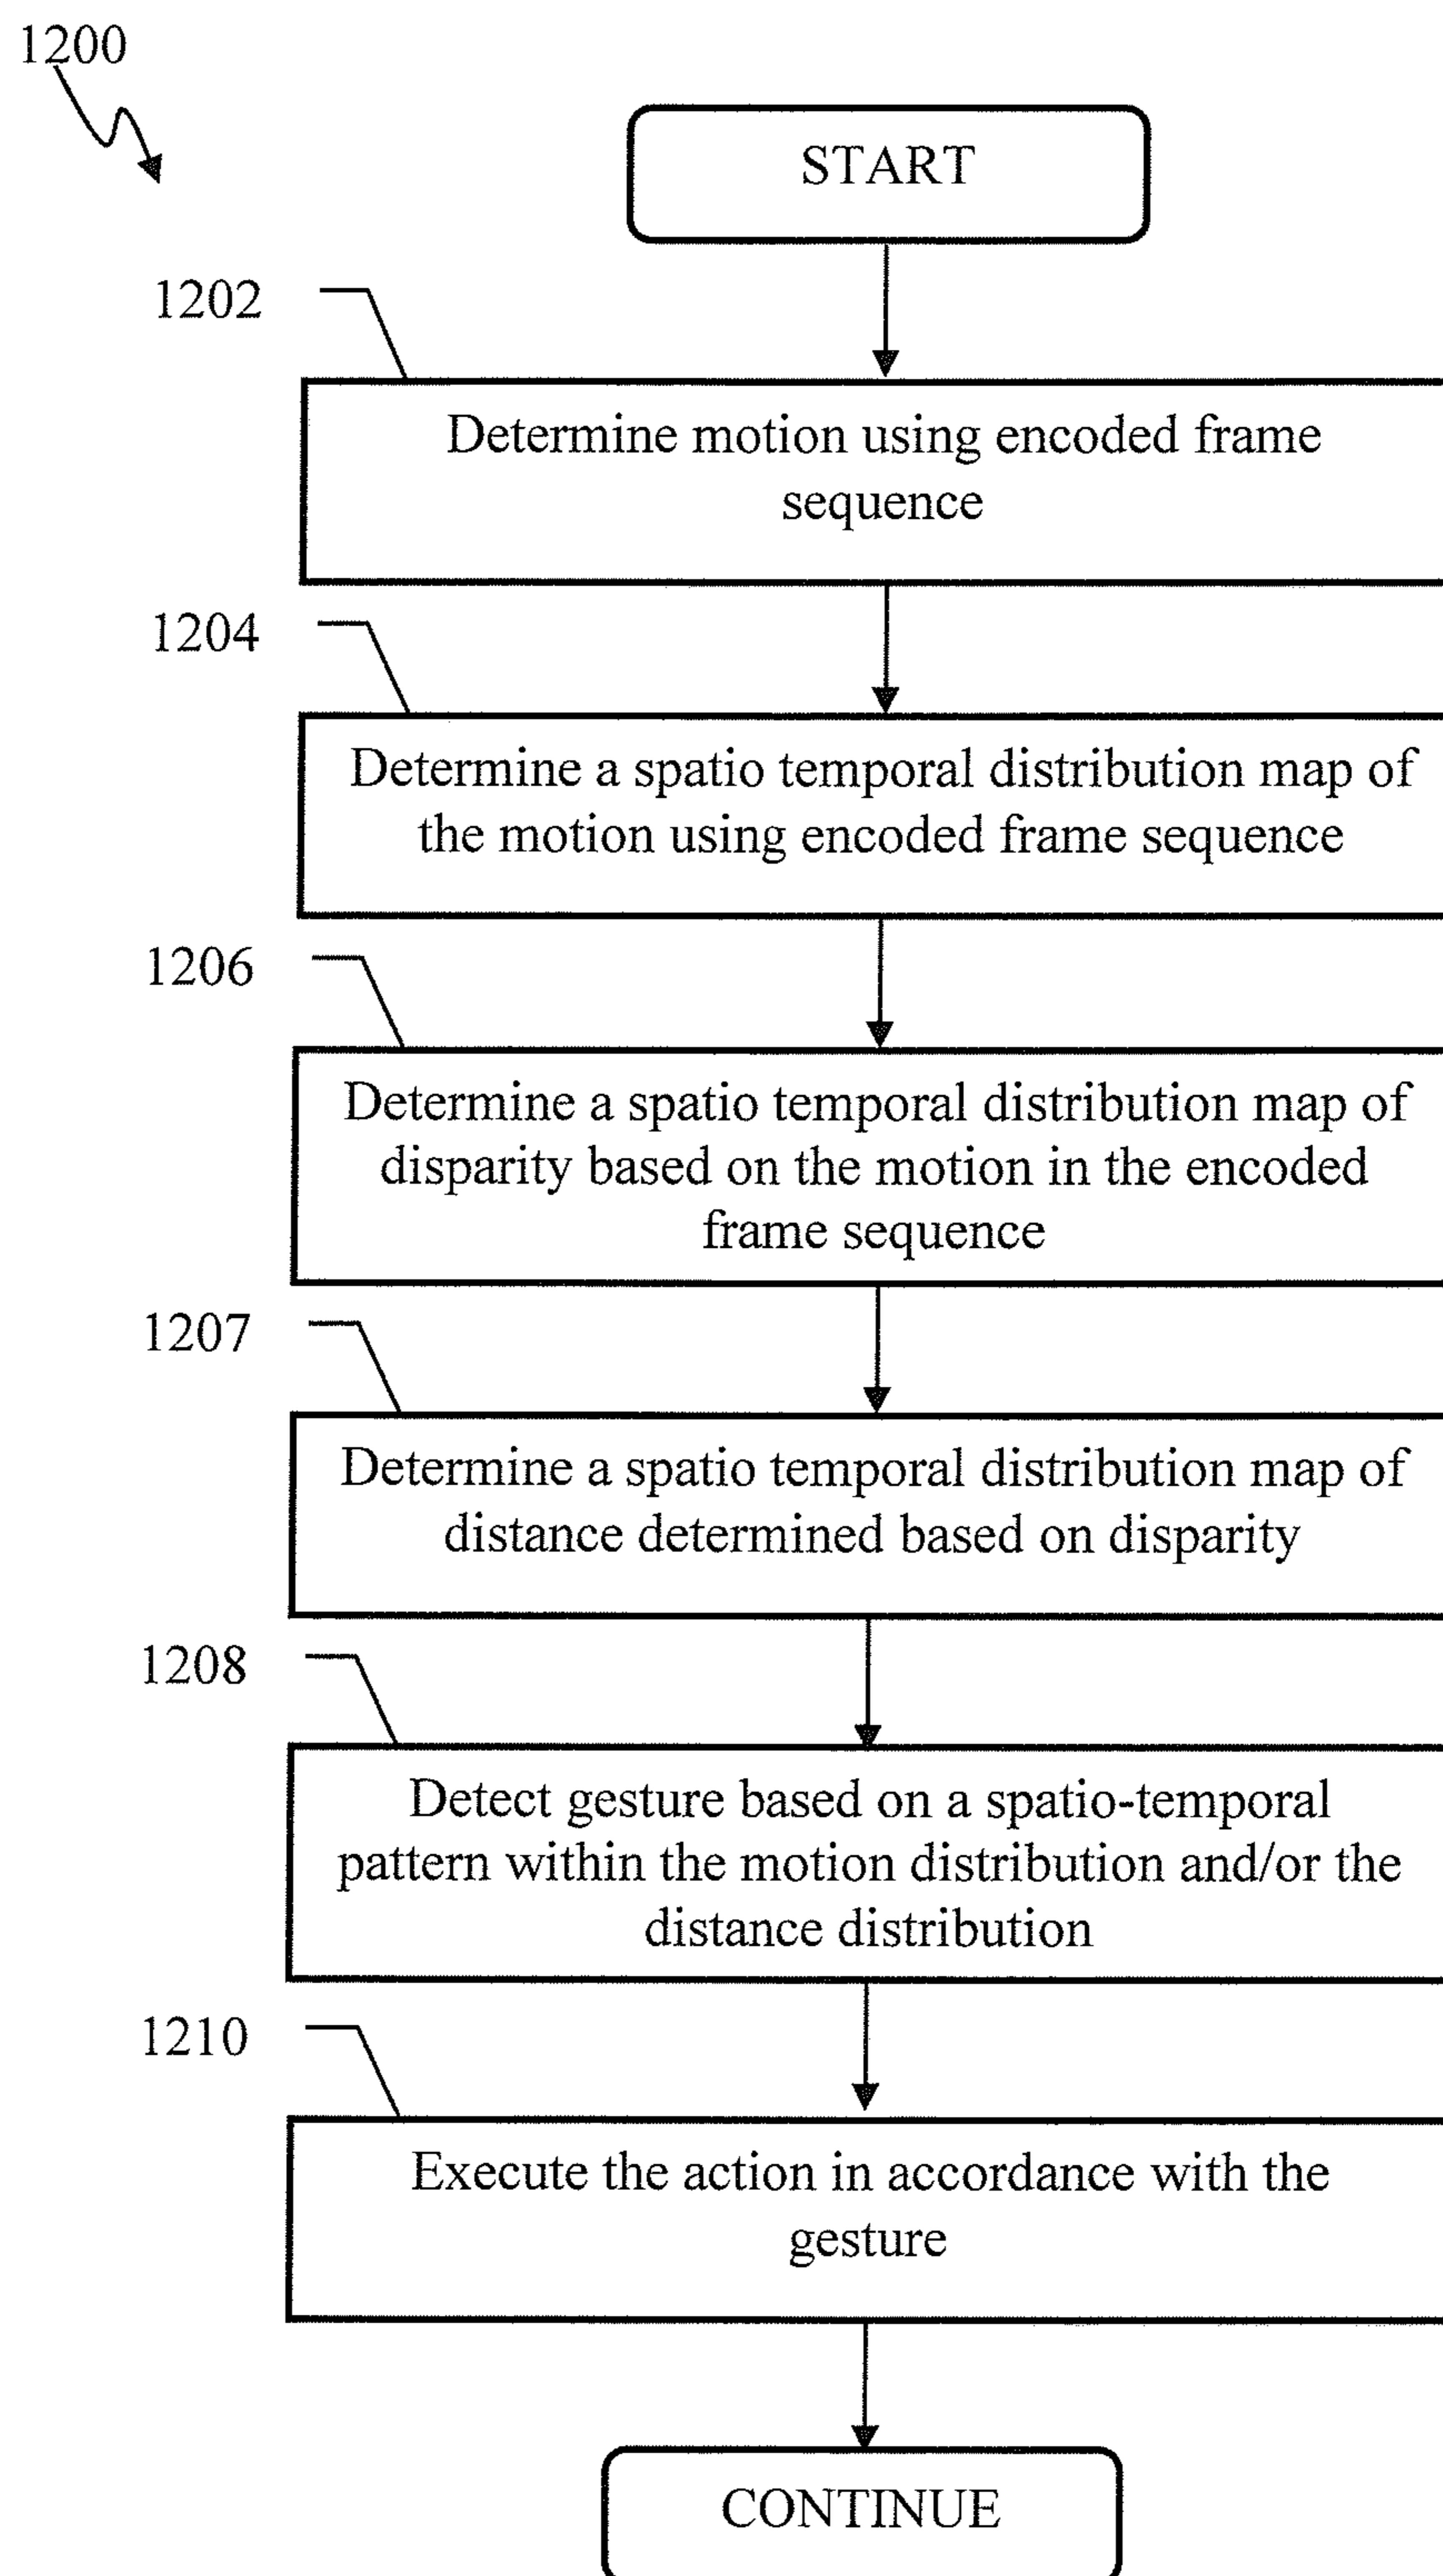 1200
START
1202
Determine motion using encoded frame
sequence
1204
Determine a spatio temporal distribution map of
the motion using encoded frame sequence
1206
Determine a spatio temporal distribution map of
disparity based on the motion in the encoded
frame sequence
1207
Determine a spatio temporal distribution map of
distance determined based on disparity
1208
Detect gesture based on a spatio-temporal
pattern within the motion distribution and/or the
distance distribution
1210
Execute the action in accordance with the
gesture
CONTINUE